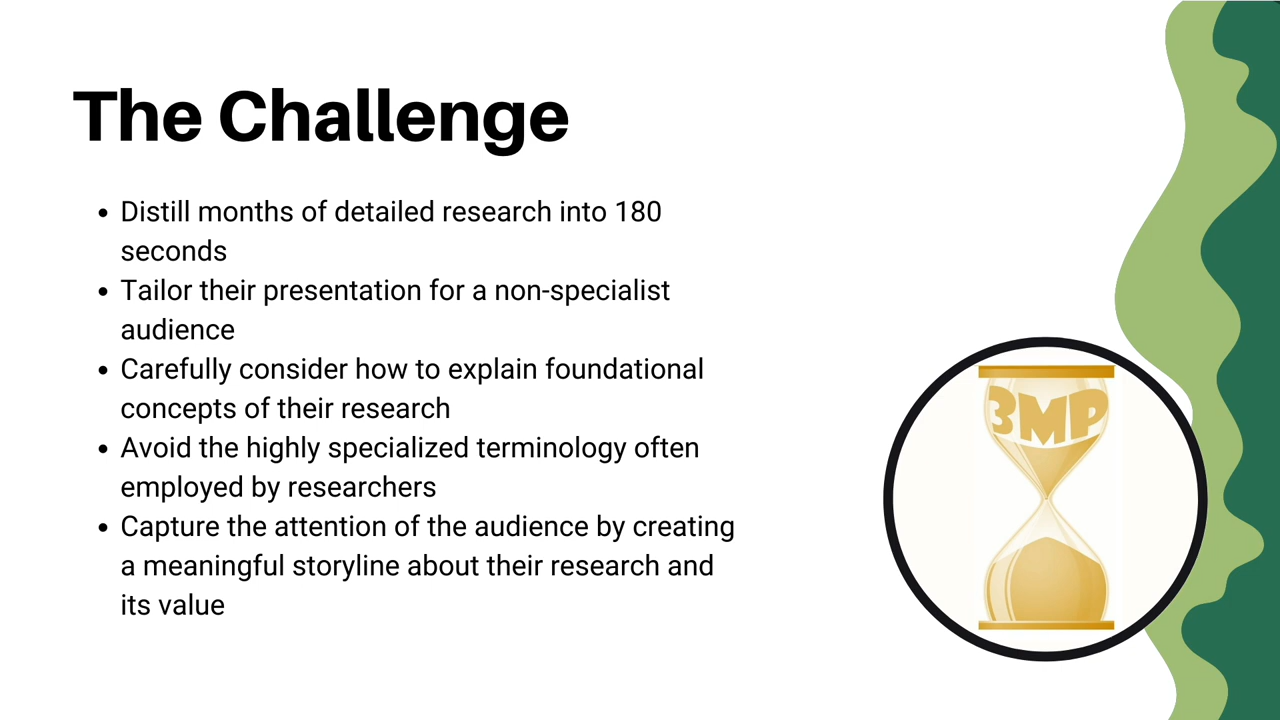 The Challenge
• Distill months of detailed research into 180
seconds
• Tailor their presentation for a non-specialist
audience
• Carefully consider how to explain foundational
concepts of their research
• Avoid the highly specialized terminology often
employed by researchers
• Capture the attention of the audience by creating
a meaningful storyline about their research and
its value
3MP